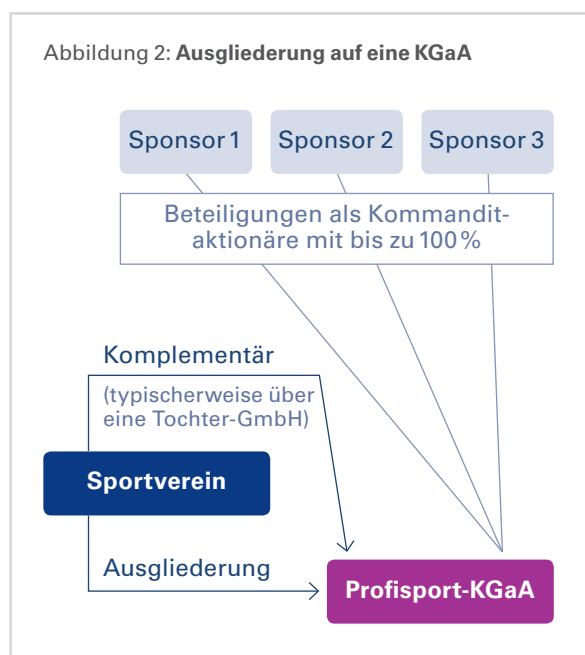 Abbildung 2: Ausgliederung auf eine KGaA
Sponsor 1
Sponsor 2
Sponsor 3
Beteiligungen als Kommandit-
aktionäre mit bis zu 100 %
Komplementär
(typischerweise über
eine Tochter-GmbH)
Sportverein
Ausgliederung
Profisport-KGaA